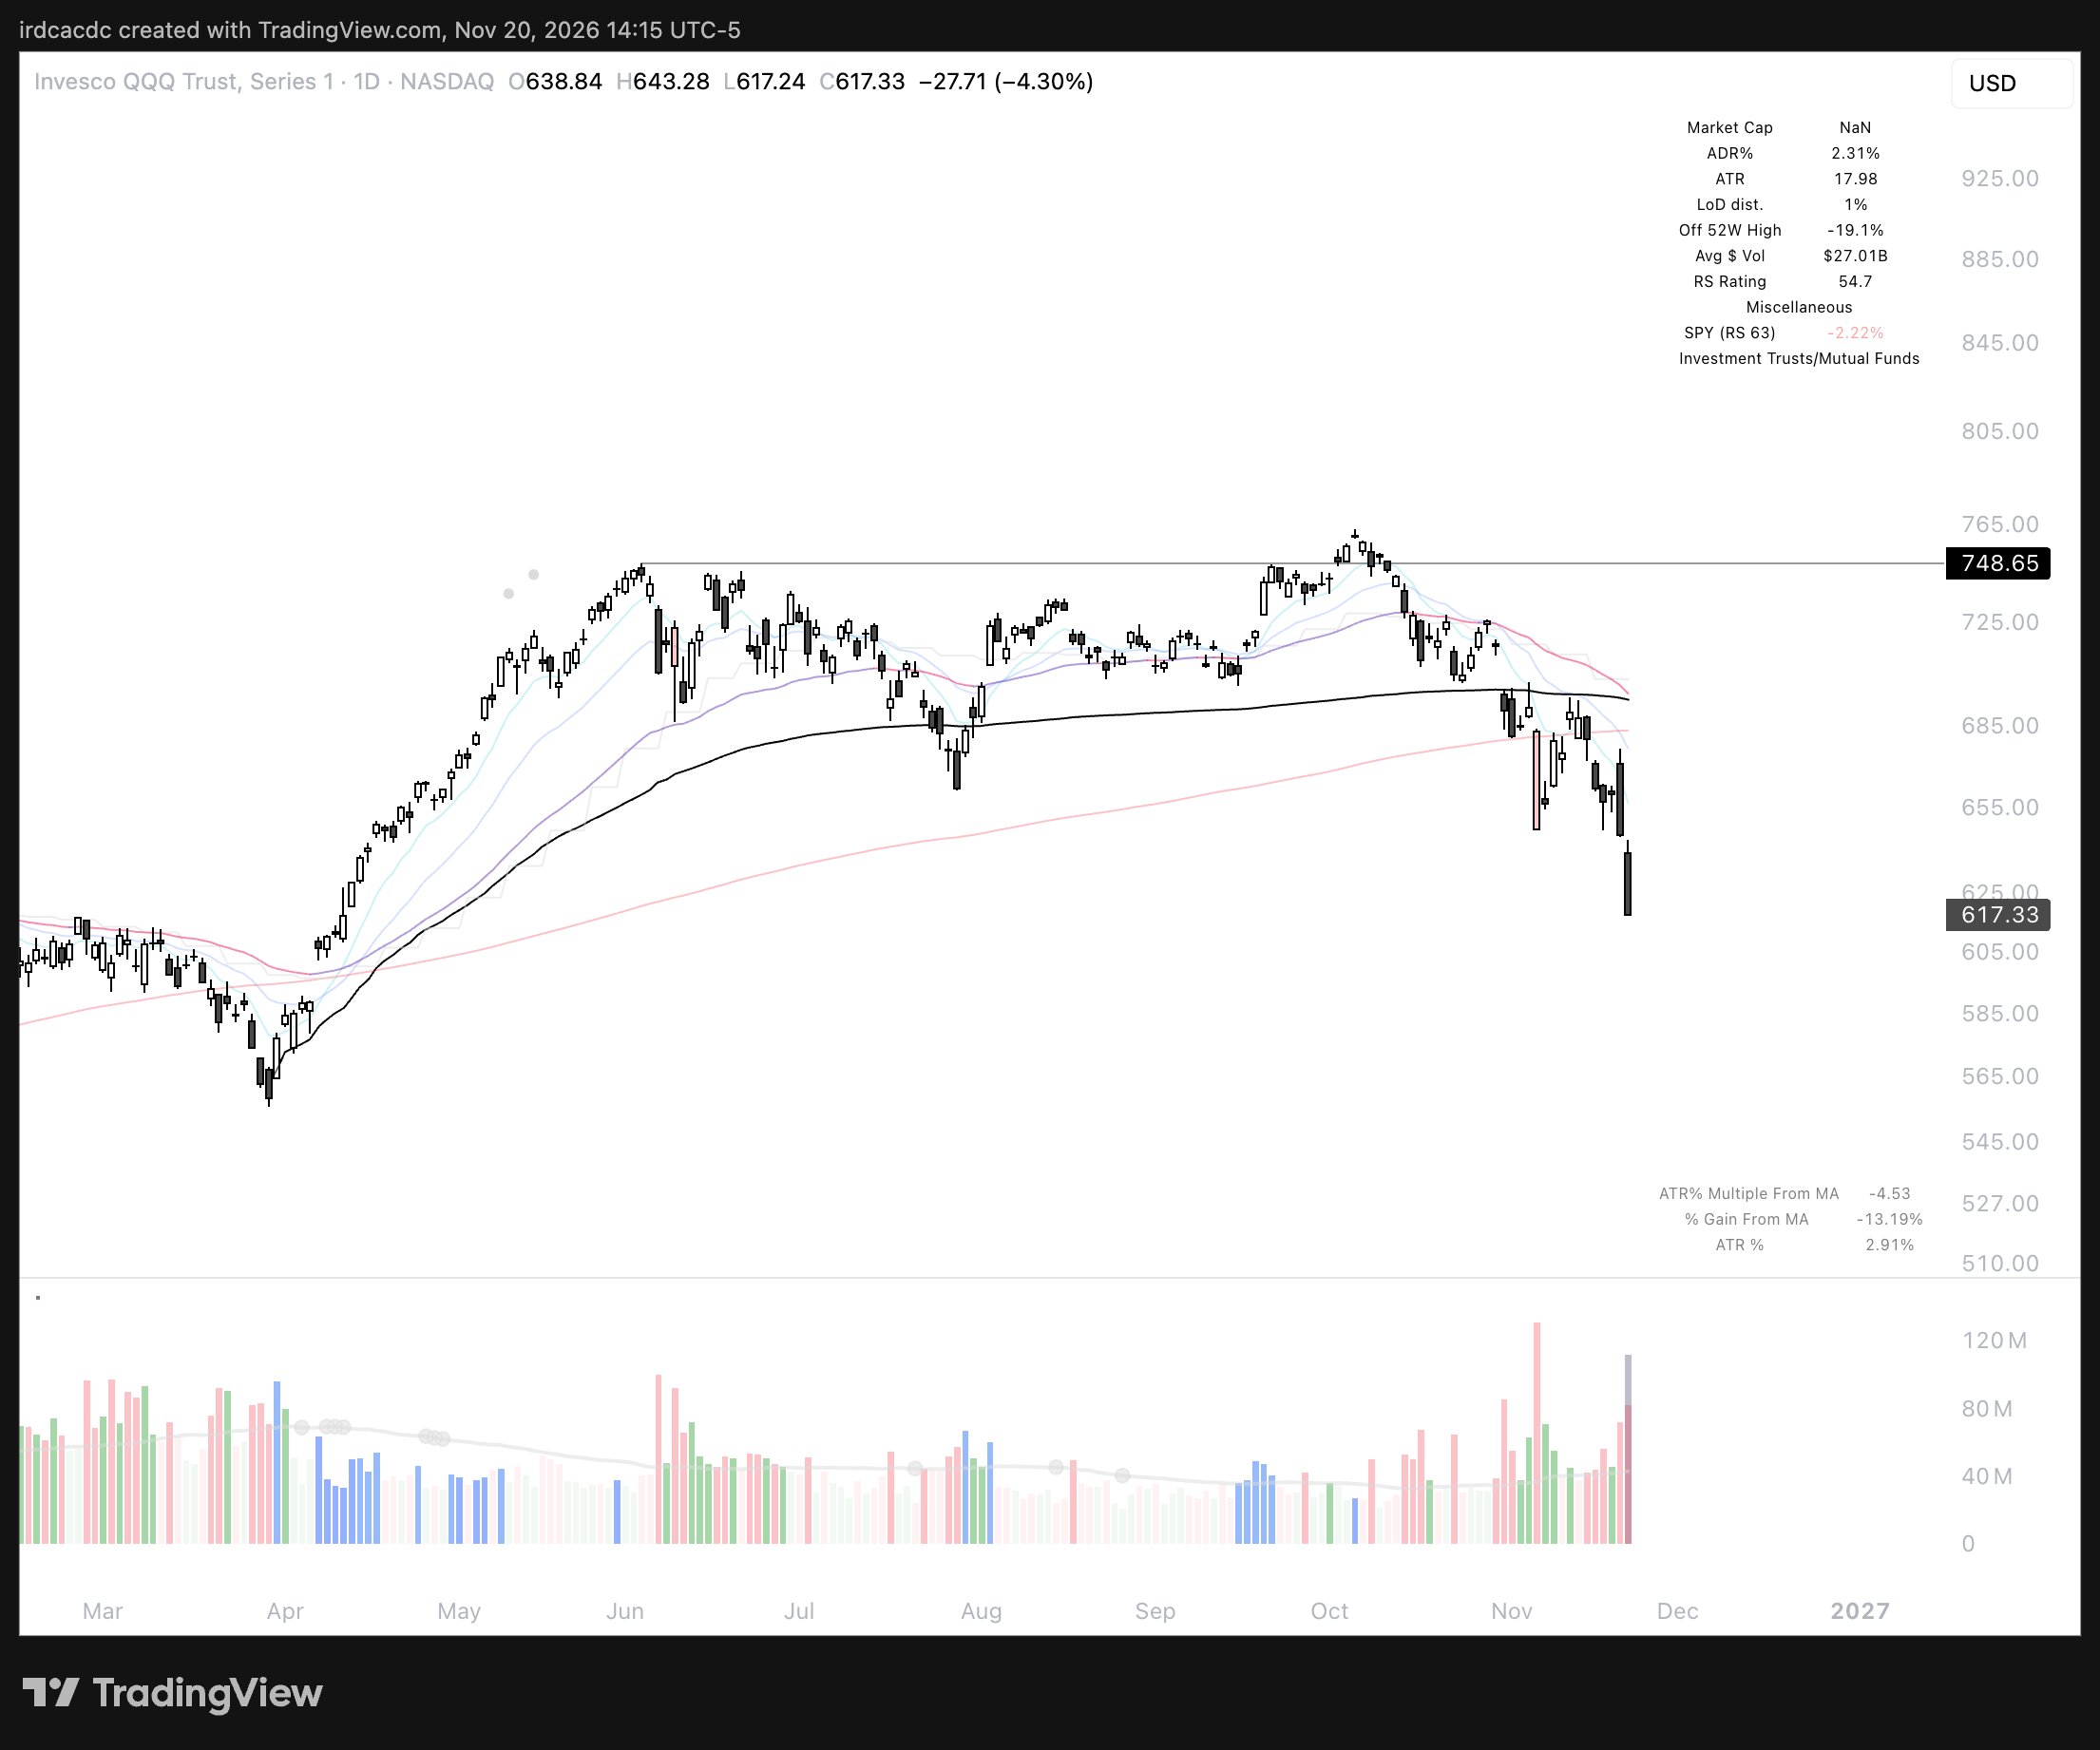 irdcacdc created with TradingView.com, Nov 20, 2026 14:15 UTC-5
Invesco QQQ Trust, Series 1 · 1D · NASDAQ O638.84 H643.28 L617.24 C617.33 −27.71 (−4.30%)
USD
Market Cap NaN
ADR% 2.31%
ATR 17.98
LoD dist. 1%
Off 52W High -19.1%
Avg $ Vol $27.01B
RS Rating 54.7
Miscellaneous
SPY (RS 63) -2.22%
Investment Trusts/Mutual Funds
925.00
885.00
845.00
805.00
765.00
748.65
725.00
685.00
655.00
625.00
617.33
605.00
585.00
565.00
545.00
527.00
510.00
ATR% Multiple From MA -4.53
% Gain From MA -13.19%
ATR % 2.91%
120 M
80 M
40 M
0
Mar Apr May Jun Jul Aug Sep Oct Nov Dec 2027
TradingView